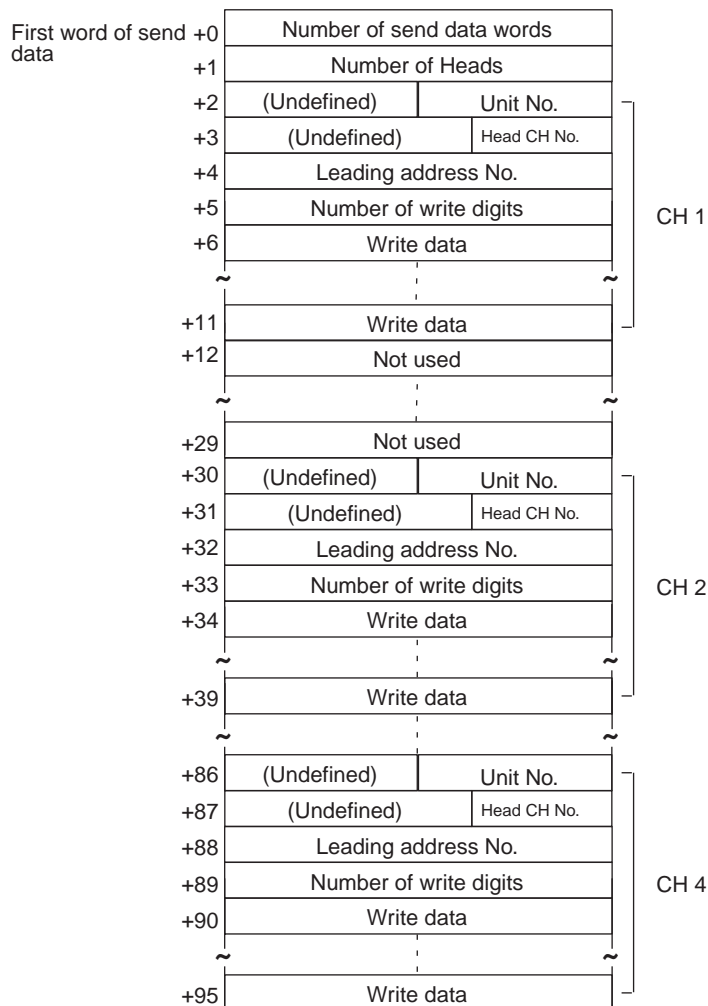 First word of send data
+0 Number of send data words
+1 Number of Heads
+2 (Undefined) Unit No.
+3 (Undefined) Head CH No.
+4 Leading address No.
+5 Number of write digits
+6 Write data
CH 1
~ ~
+11 Write data
+12 Not used
~ ~
+29 Not used
+30 (Undefined) Unit No.
+31 (Undefined) Head CH No.
+32 Leading address No.
+33 Number of write digits
+34 Write data
CH 2
~ ~
+39 Write data
~ ~
+86 (Undefined) Unit No.
+87 (Undefined) Head CH No.
+88 Leading address No.
+89 Number of write digits
+90 Write data
CH 4
~ ~
+95 Write data